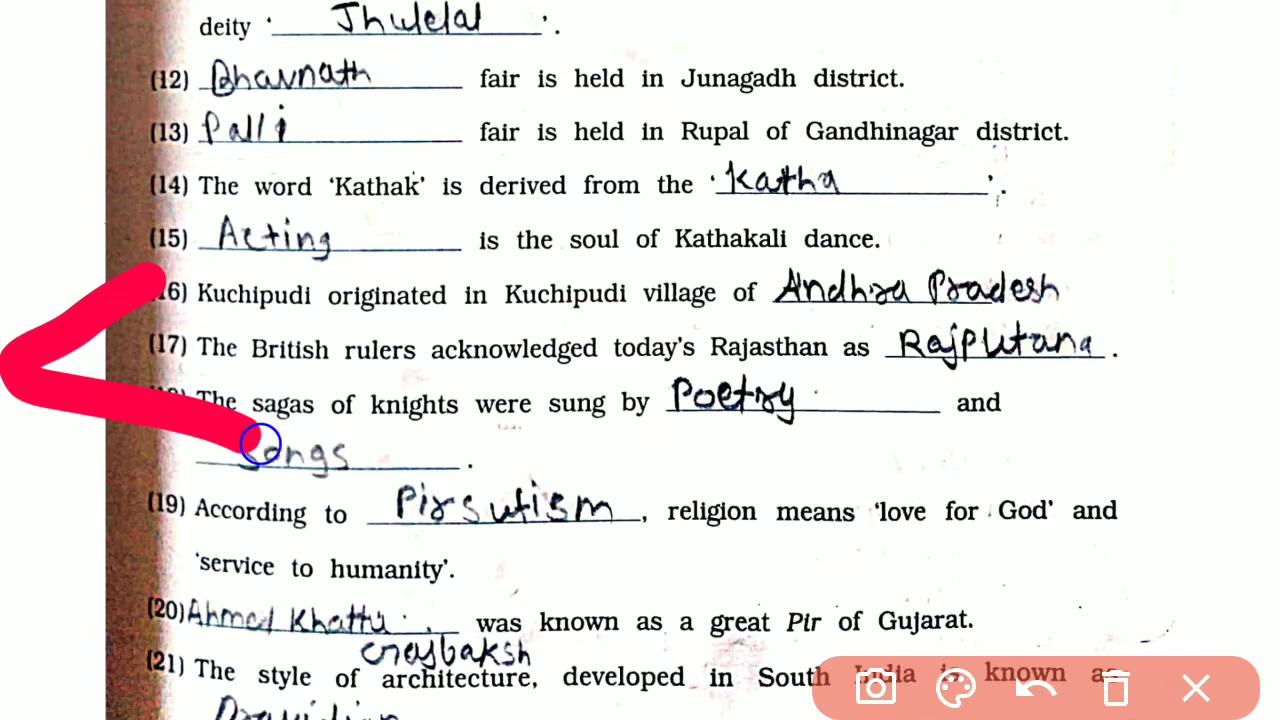 deity ' Jhulelal '.
(12) Bhavnath fair is held in Junagadh district.
(13) Palli fair is held in Rupal of Gandhinagar district.
(14) The word 'Kathak' is derived from the 'Katha '.
(15) Acting is the soul of Kathakali dance.
6) Kuchipudi originated in Kuchipudi village of Andhra Pradesh
(17) The British rulers acknowledged today's Rajasthan as Rajputana .
The sagas of knights were sung by Poetry and
songs .
(19) According to Pirsutism , religion means 'love for God' and
'service to humanity'.
(20) Ahmed Khattu was known as a great Pir of Gujarat.
(21) The style of architecture, developed in South India is known as
Dravidian